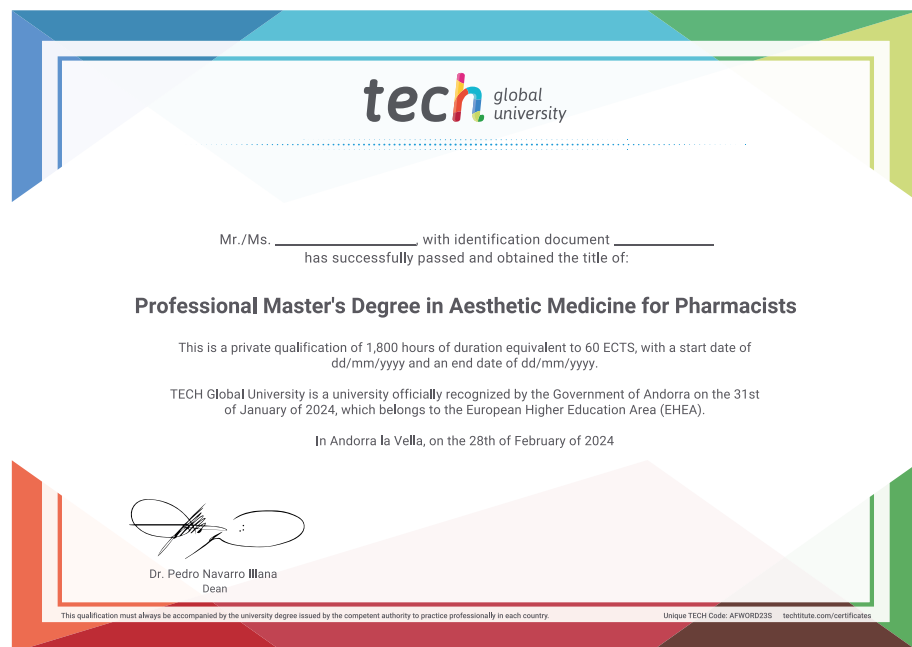 tech global
university
Mr./Ms. ____________________, with identification document ______________
has successfully passed and obtained the title of:
Professional Master's Degree in Aesthetic Medicine for Pharmacists
This is a private qualification of 1,800 hours of duration equivalent to 60 ECTS, with a start date of
dd/mm/yyyy and an end date of dd/mm/yyyy.
TECH Global University is a university officially recognized by the Government of Andorra on the 31st
of January of 2024, which belongs to the European Higher Education Area (EHEA).
In Andorra la Vella, on the 28th of February of 2024
Dr. Pedro Navarro Illana
Dean
This qualification must always be accompanied by the university degree issued by the competent authority to practice professionally in each country.
Unique TECH Code: AFWORD23S techtitute.com/certificates